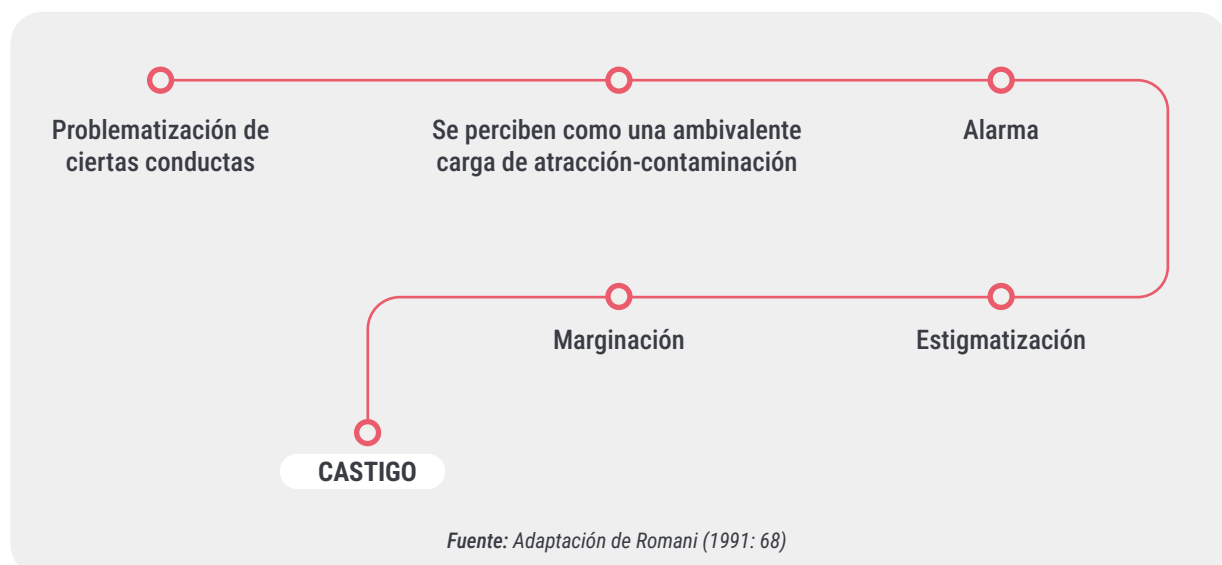 Problematización de
ciertas conductas
Se perciben como una ambivalente
carga de atracción-contaminación
Alarma
Estigmatización
Marginación
CASTIGO
Fuente: Adaptación de Romani (1991: 68)